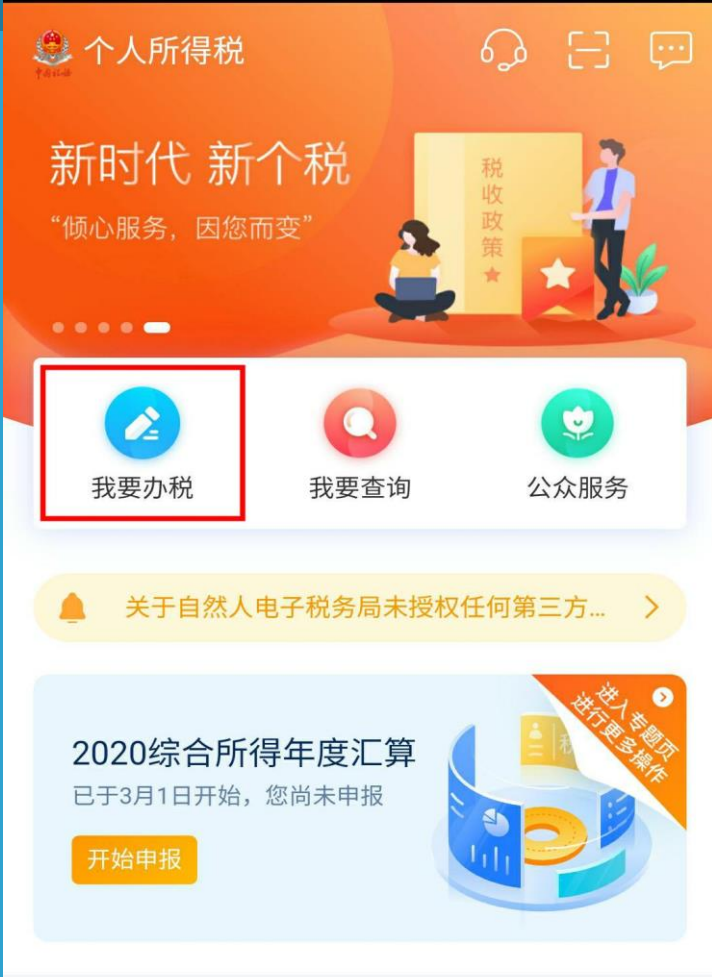 个人所得税
中国税务
新时代 新个税
“倾心服务，因您而变”
税收政策
我要办税
我要查询
公众服务
关于自然人电子税务局未授权任何第三方...
进入专题页
进行更多操作
2020综合所得年度汇算
已于3月1日开始，您尚未申报
开始申报